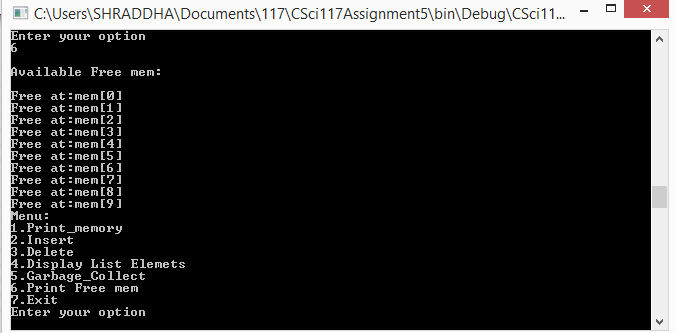 C:\Users\SHRADDHA\Documents\117\CSci117Assignment5\bin\Debug\CSci11...
Enter your option
6
Available Free mem:
Free at:mem[0]
Free at:mem[1]
Free at:mem[2]
Free at:mem[3]
Free at:mem[4]
Free at:mem[5]
Free at:mem[6]
Free at:mem[7]
Free at:mem[8]
Free at:mem[9]
Menu:
1.Print_memory
2.Insert
3.Delete
4.Display List Elemets
5.Garbage_Collect
6.Print Free mem
7.Exit
Enter your option